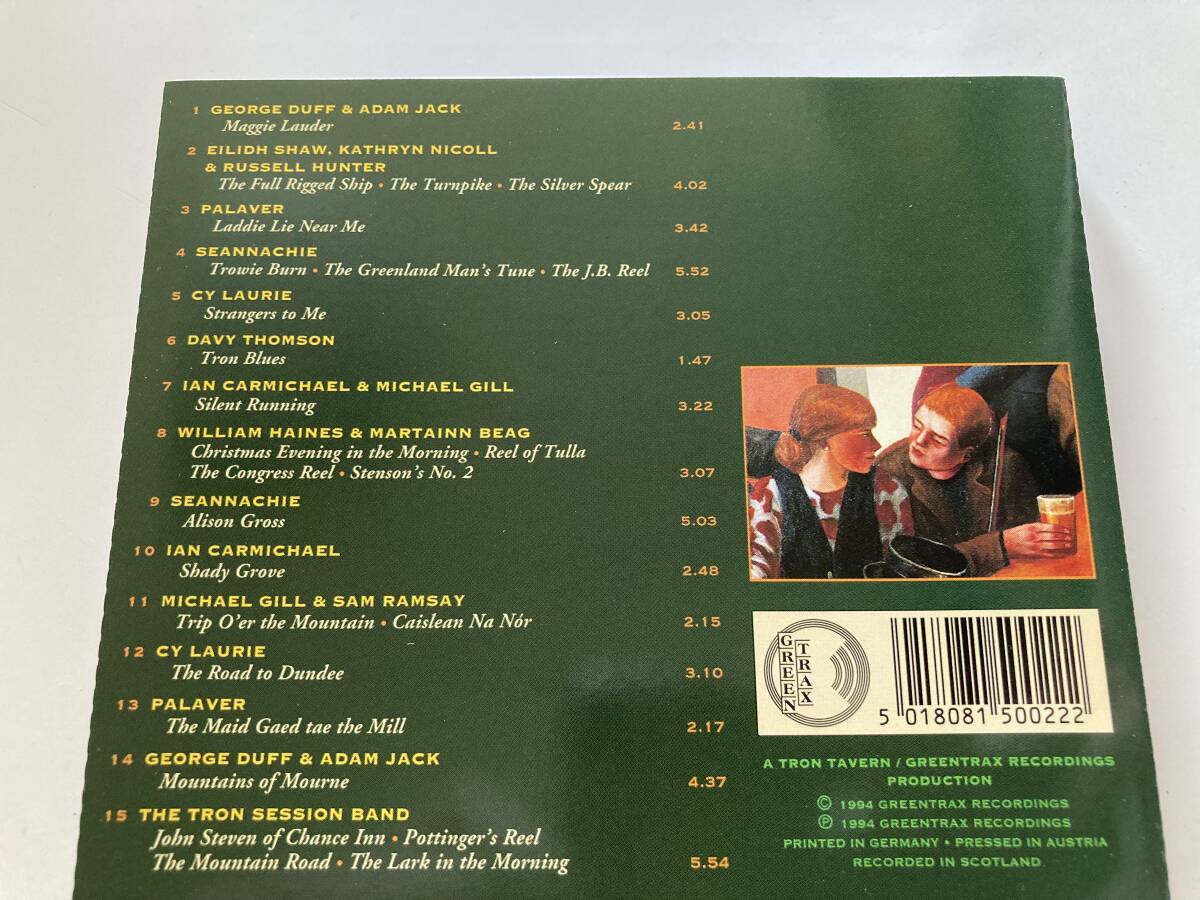 1 GEORGE DUFF & ADAM JACK
Maggie Lauder 2.41
2 EILIDH SHAW, KATHRYN NICOLL
& RUSSELL HUNTER
The Full Rigged Ship • The Turnpike • The Silver Spear 4.02
3 PALAVER
Laddie Lie Near Me 3.42
4 SEANNACHIE
Trowie Burn • The Greenland Man's Tune • The J.B. Reel 5.52
5 CY LAURIE
Strangers to Me 3.05
6 DAVY THOMSON
Tron Blues 1.47
7 IAN CARMICHAEL & MICHAEL GILL
Silent Running 3.22
8 WILLIAM HAINES & MARTAINN BEAG
Christmas Evening in the Morning • Reel of Tulla
The Congress Reel • Stenson's No. 2 3.07
9 SEANNACHIE
Alison Gross 5.03
10 IAN CARMICHAEL
Shady Grove 2.48
11 MICHAEL GILL & SAM RAMSAY
Trip O'er the Mountain • Caislean Na Nór 2.15
12 CY LAURIE
The Road to Dundee 3.10
13 PALAVER
The Maid Gaed tae the Mill 2.17
14 GEORGE DUFF & ADAM JACK
Mountains of Mourne 4.37
15 THE TRON SESSION BAND
John Steven of Chance Inn • Pottinger's Reel
The Mountain Road • The Lark in the Morning 5.54
GREEN
TRAX
5 018081 500222
A TRON TAVERN / GREENTRAX RECORDINGS
PRODUCTION
© 1994 GREENTRAX RECORDINGS
℗ 1994 GREENTRAX RECORDINGS
PRINTED IN GERMANY • PRESSED IN AUSTRIA
RECORDED IN SCOTLAND